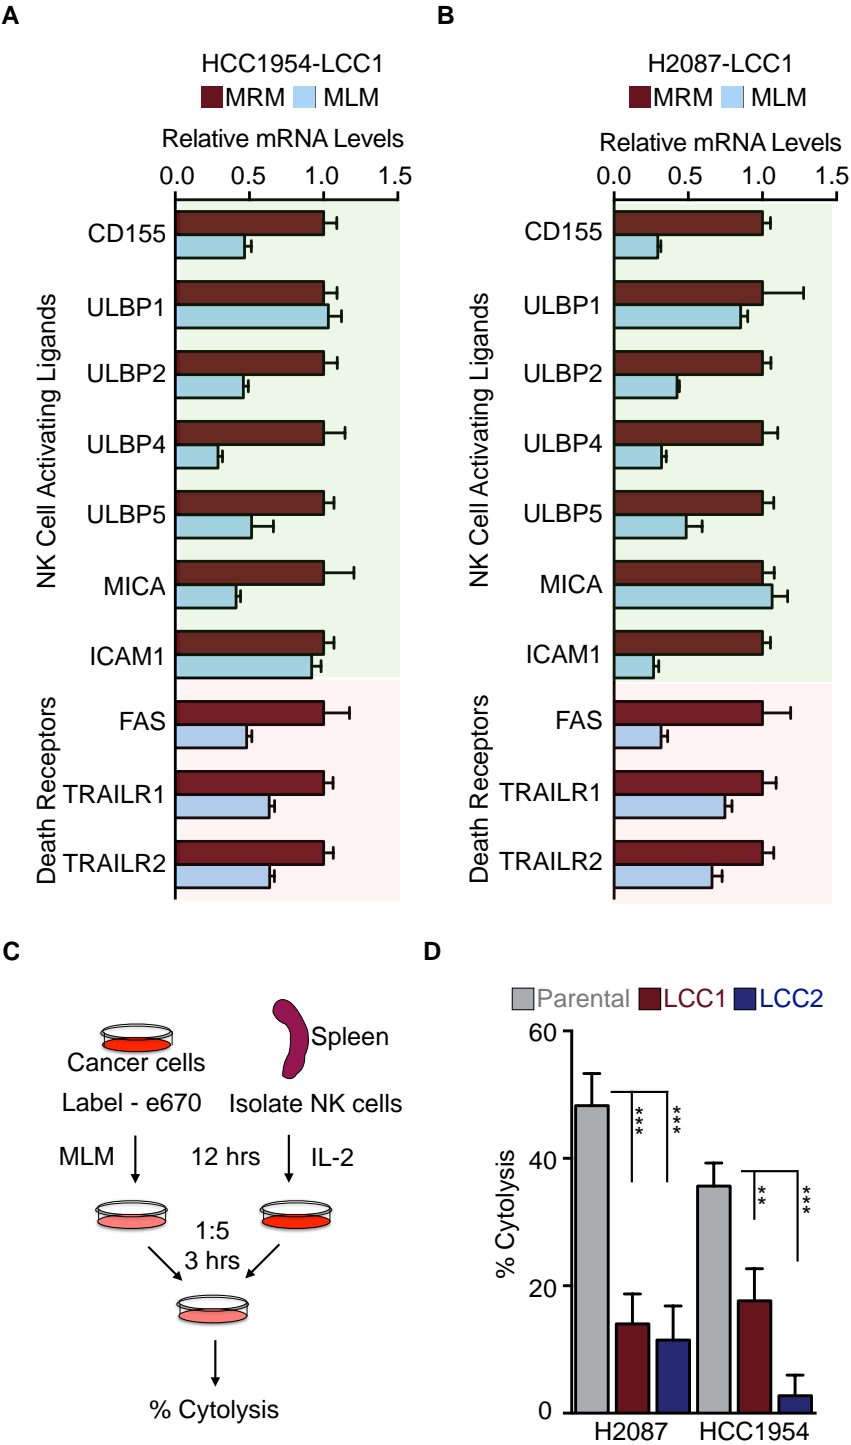 A
HCC1954-LCC1
MRM MLM
Relative mRNA Levels
0.0 0.5 1.0 1.5
NK Cell Activating Ligands
CD155
ULBP1
ULBP2
ULBP4
ULBP5
MICA
ICAM1
Death Receptors
FAS
TRAILR1
TRAILR2
B
H2087-LCC1
MRM MLM
Relative mRNA Levels
0.0 0.5 1.0 1.5
NK Cell Activating Ligands
CD155
ULBP1
ULBP2
ULBP4
ULBP5
MICA
ICAM1
Death Receptors
FAS
TRAILR1
TRAILR2
C
Cancer cells
Spleen
Label - e670
Isolate NK cells
MLM 12 hrs IL-2
1:5
3 hrs
% Cytolysis
D
Parental LCC1 LCC2
% Cytolysis
60
40
20
0
***
***
**
***
H2087 HCC1954